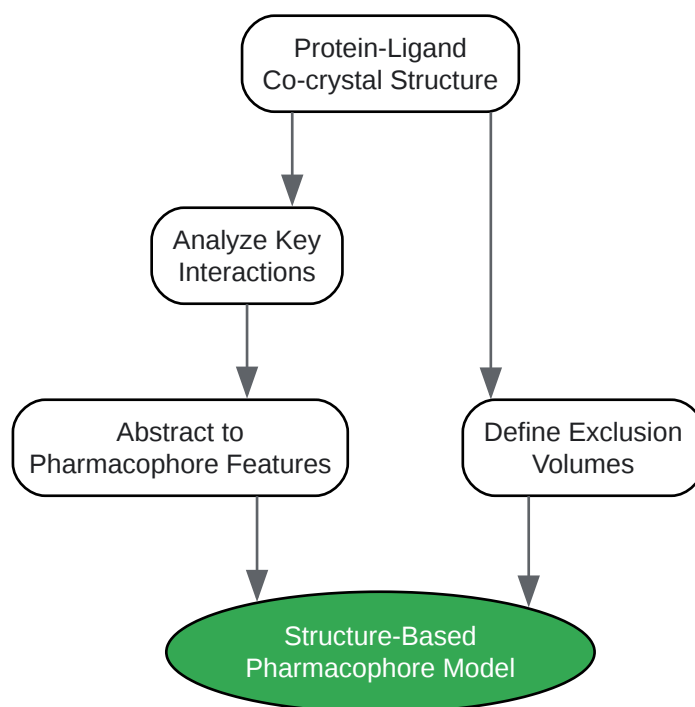 Protein-Ligand
Co-crystal Structure
Analyze Key
Interactions
Abstract to
Pharmacophore Features
Define Exclusion
Volumes
Structure-Based
Pharmacophore Model